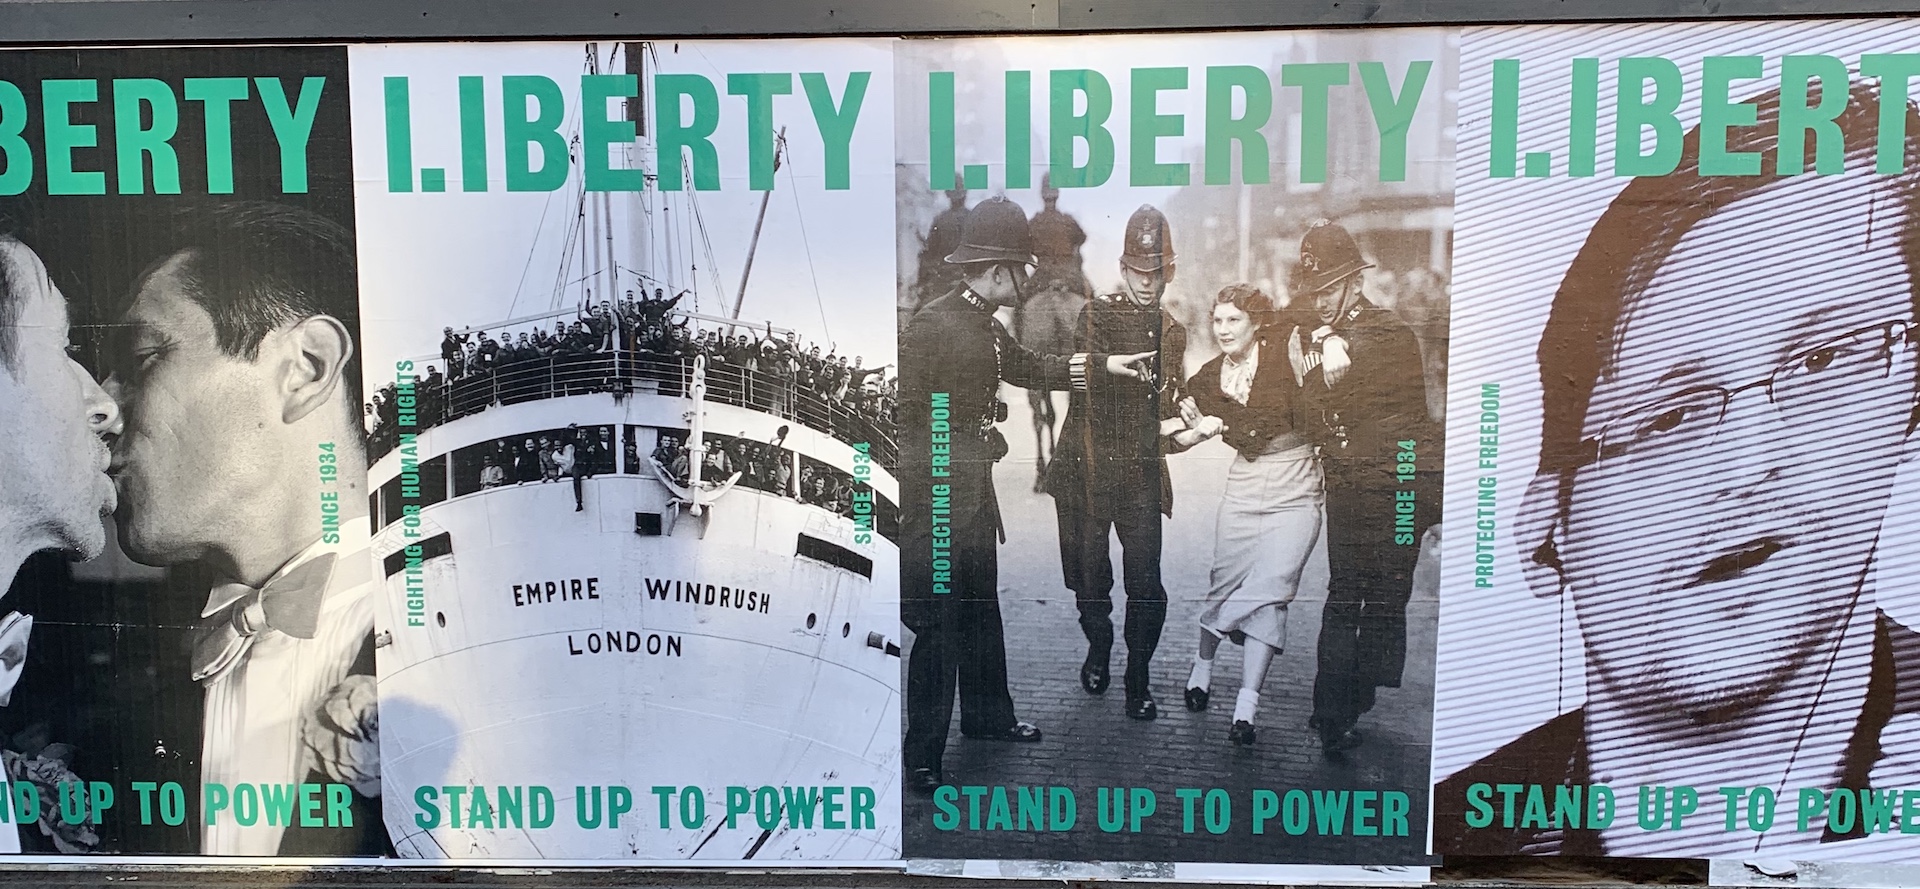 BERTY
SINCE 1934
ND UP TO POWER
LIBERTY
FIGHTING FOR HUMAN RIGHTS
SINCE 1934
EMPIRE WINDRUSH
LONDON
STAND UP TO POWER
LIBERTY
PROTECTING FREEDOM
SINCE 1934
STAND UP TO POWER
LIBERT
PROTECTING FREEDOM
STAND UP TO POWE